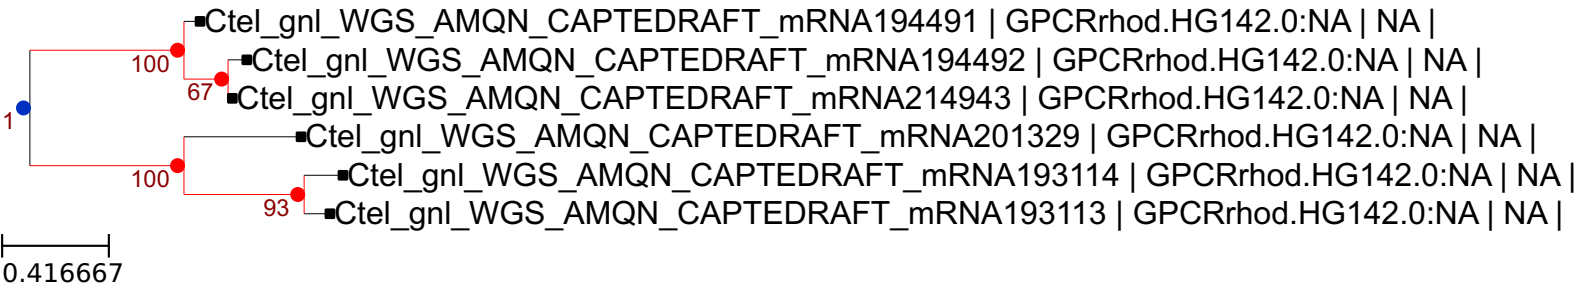 Ctel_gnl_WGS_AMQN_CAPTEDRAFT_mRNA194491 | GPCRrhod.HG142.0:NA | NA |
100
Ctel_gnl_WGS_AMQN_CAPTEDRAFT_mRNA194492 | GPCRrhod.HG142.0:NA | NA |
67
Ctel_gnl_WGS_AMQN_CAPTEDRAFT_mRNA214943 | GPCRrhod.HG142.0:NA | NA |
1
Ctel_gnl_WGS_AMQN_CAPTEDRAFT_mRNA201329 | GPCRrhod.HG142.0:NA | NA |
100
Ctel_gnl_WGS_AMQN_CAPTEDRAFT_mRNA193114 | GPCRrhod.HG142.0:NA | NA |
93
Ctel_gnl_WGS_AMQN_CAPTEDRAFT_mRNA193113 | GPCRrhod.HG142.0:NA | NA |
0.416667